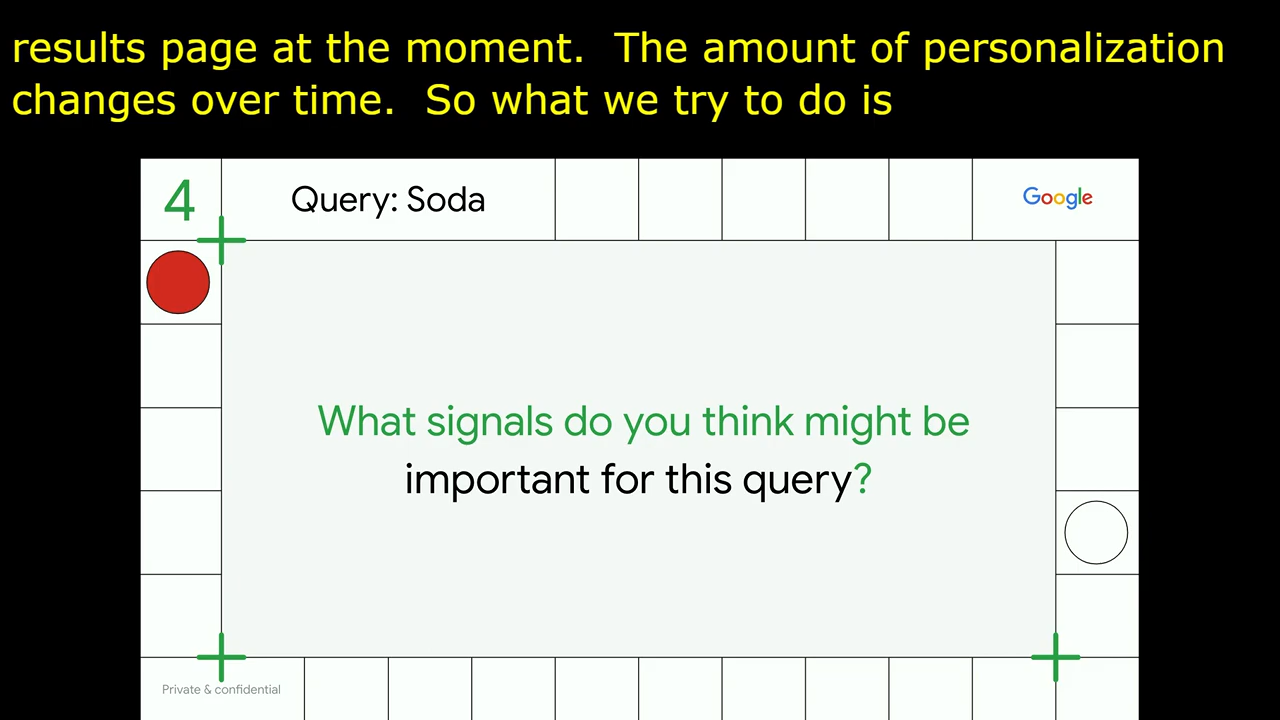 results page at the moment.  The amount of personalization
changes over time.  So what we try to do is
4
Query: Soda
Google
What signals do you think might be
important for this query?
Private & confidential